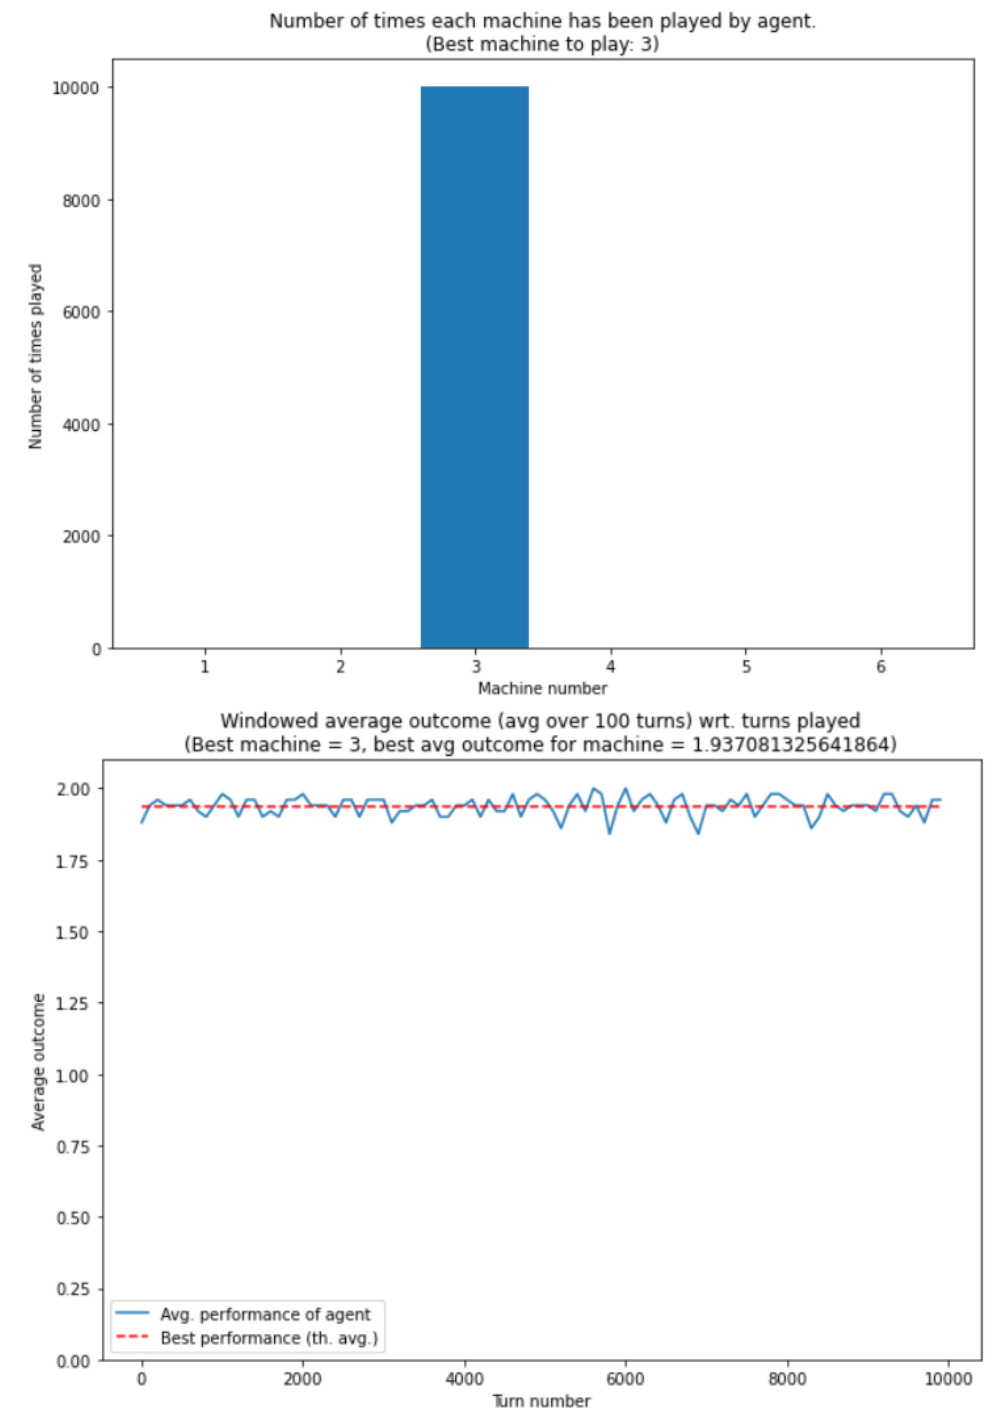 Number of times each machine has been played by agent.
(Best machine to play: 3)
10000
8000
6000
4000
2000
0
Number of times played
1 2 3 4 5 6
Machine number
Windowed average outcome (avg over 100 turns) wrt. turns played
(Best machine = 3, best avg outcome for machine = 1.937081325641864)
2.00
1.75
1.50
1.25
1.00
0.75
0.50
0.25
0.00
Average outcome
Avg. performance of agent
Best performance (th. avg.)
0 2000 4000 6000 8000 10000
Turn number